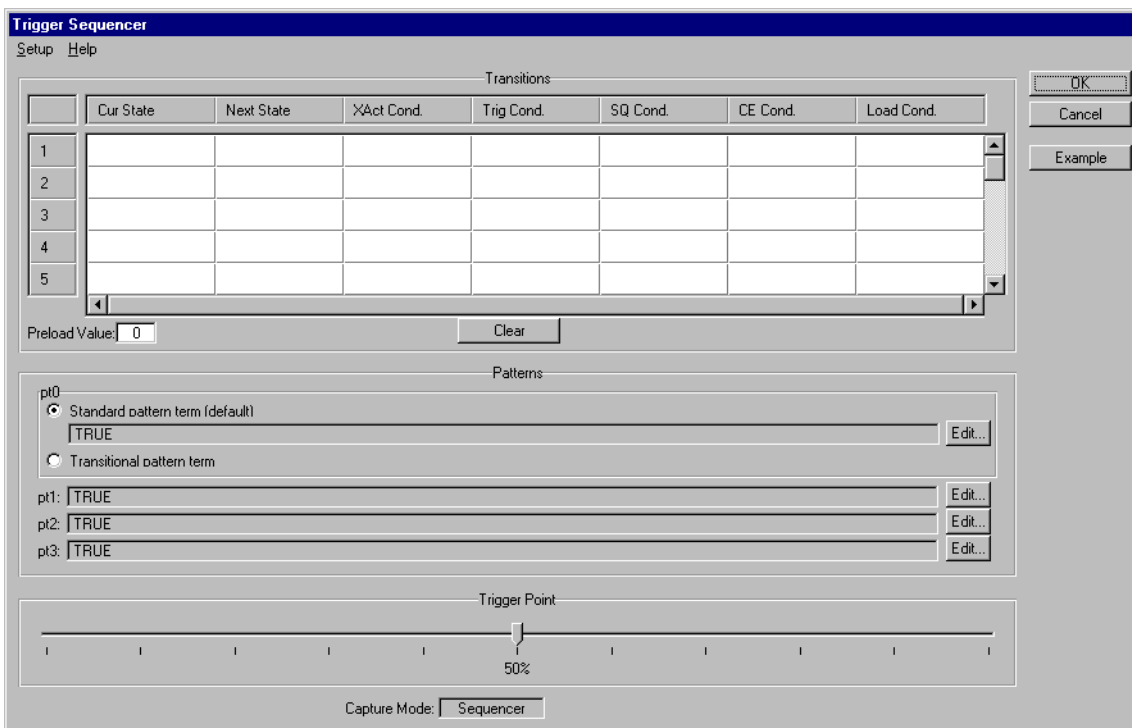 Trigger Sequencer
Setup Help
Transitions
Cur State Next State XAct Cond. Trig Cond. SQ Cond. CE Cond. Load Cond.
1
2
3
4
5
Preload Value: 0
Clear
OK
Cancel
Example
Patterns
pt0
Standard pattern term (default)
TRUE Edit...
Transitional pattern term
pt1: TRUE Edit...
pt2: TRUE Edit...
pt3: TRUE Edit...
Trigger Point
50%
Capture Mode: Sequencer